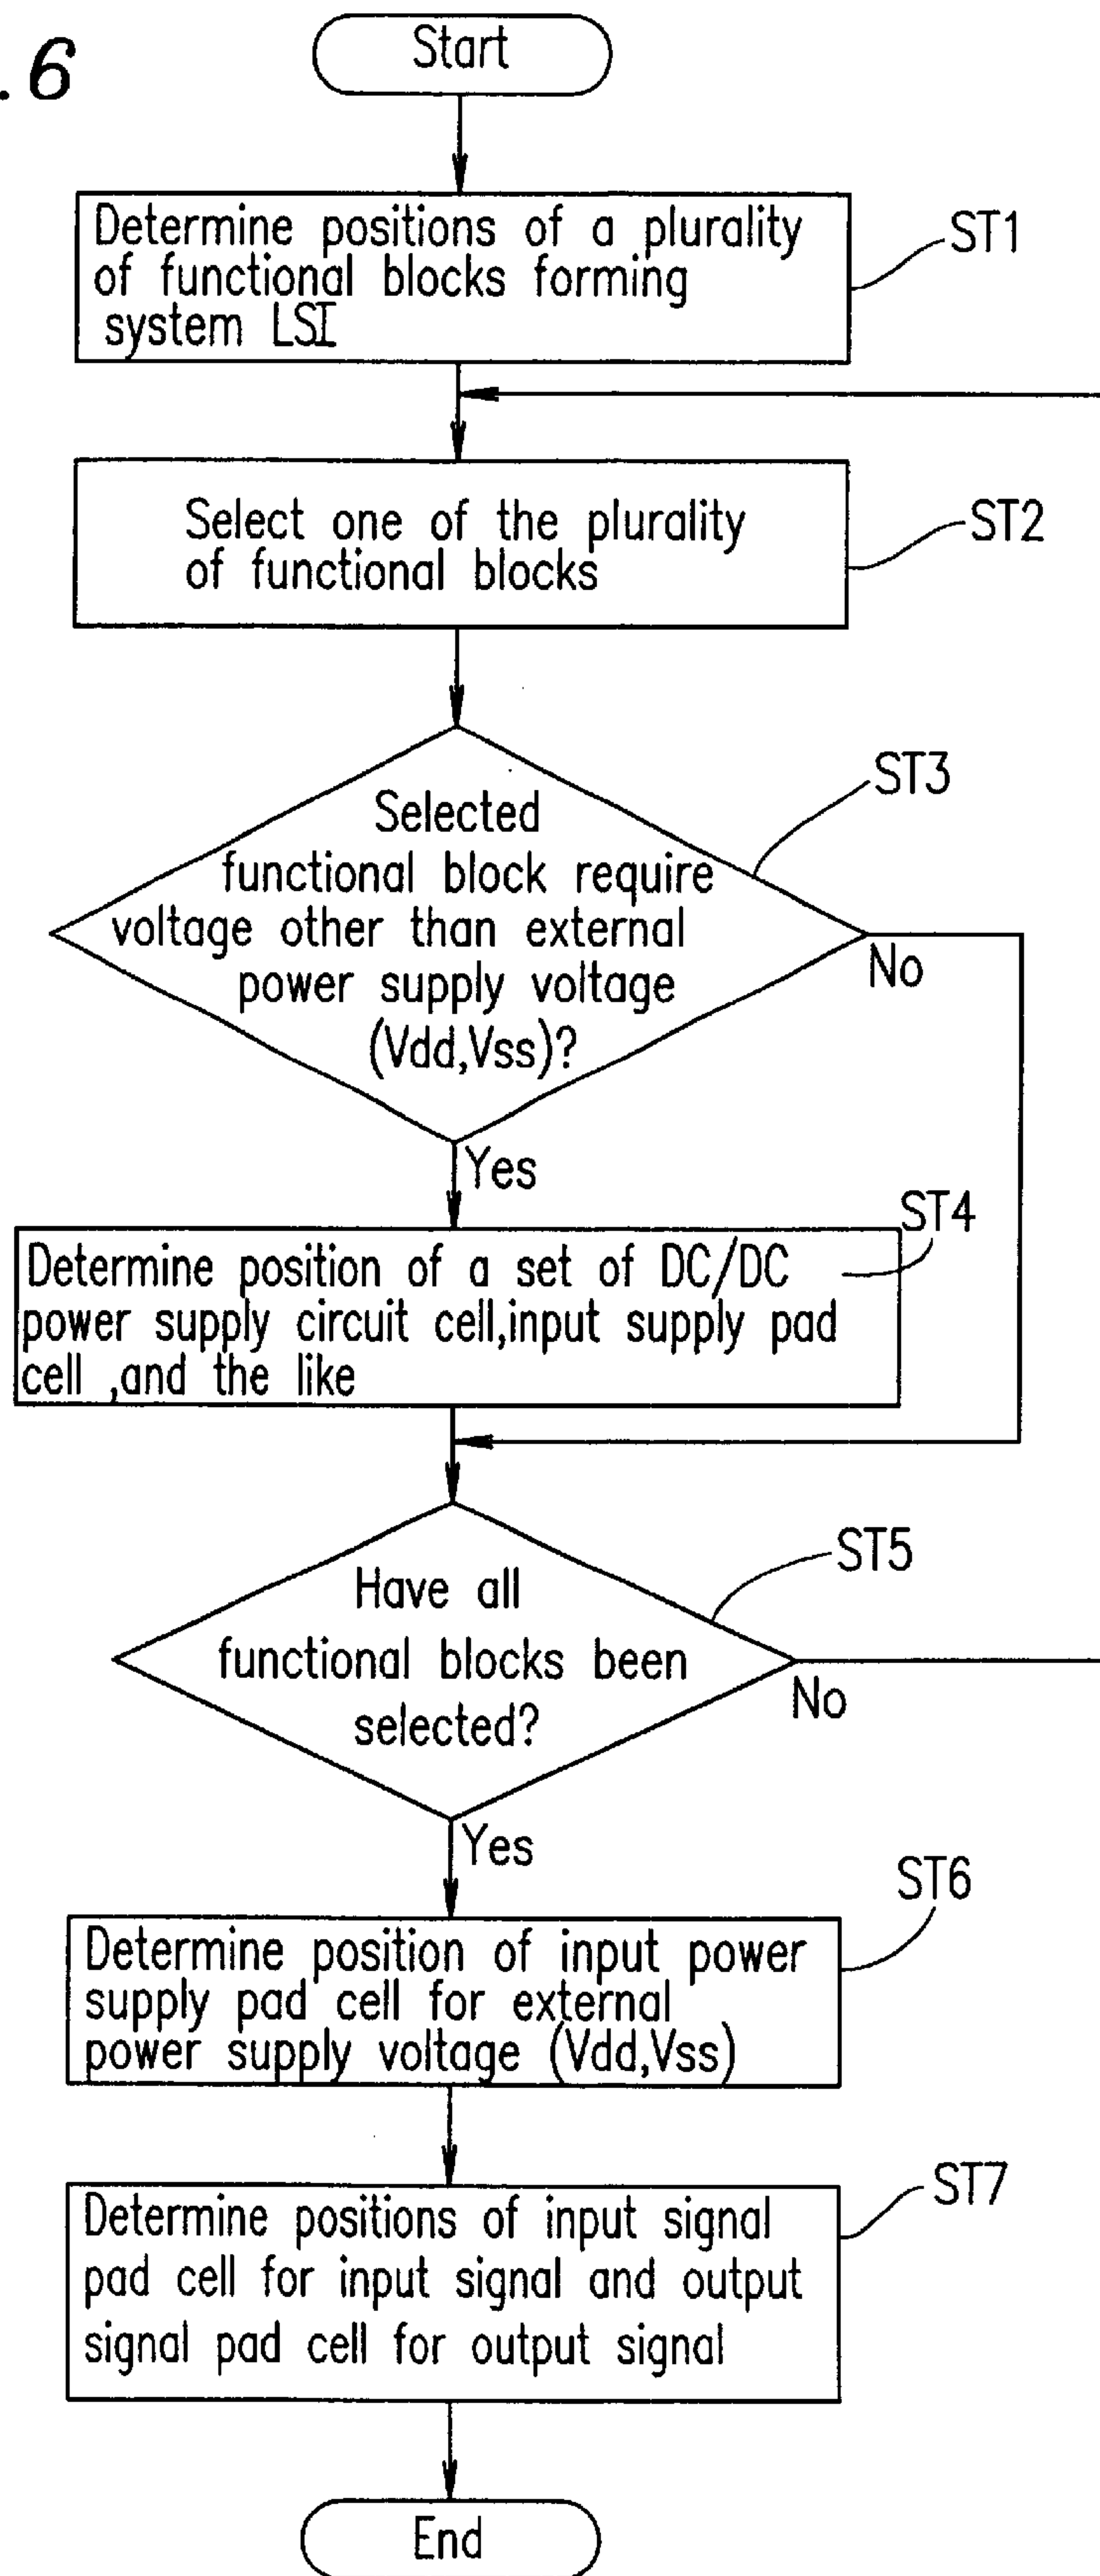 .6
Start
Determine positions of a plurality
of functional blocks forming
system LSI
ST1
Select one of the plurality
of functional blocks
ST2
Selected
functional block require
voltage other than external
power supply voltage
(Vdd,Vss)?
ST3
No
Yes
ST4
Determine position of a set of DC/DC
power supply circuit cell,input supply pad
cell ,and the like
Have all
functional blocks been
selected?
ST5
No
Yes
ST6
Determine position of input power
supply pad cell for external
power supply voltage (Vdd,Vss)
Determine positions of input signal
pad cell for input signal and output
signal pad cell for output signal
ST7
End